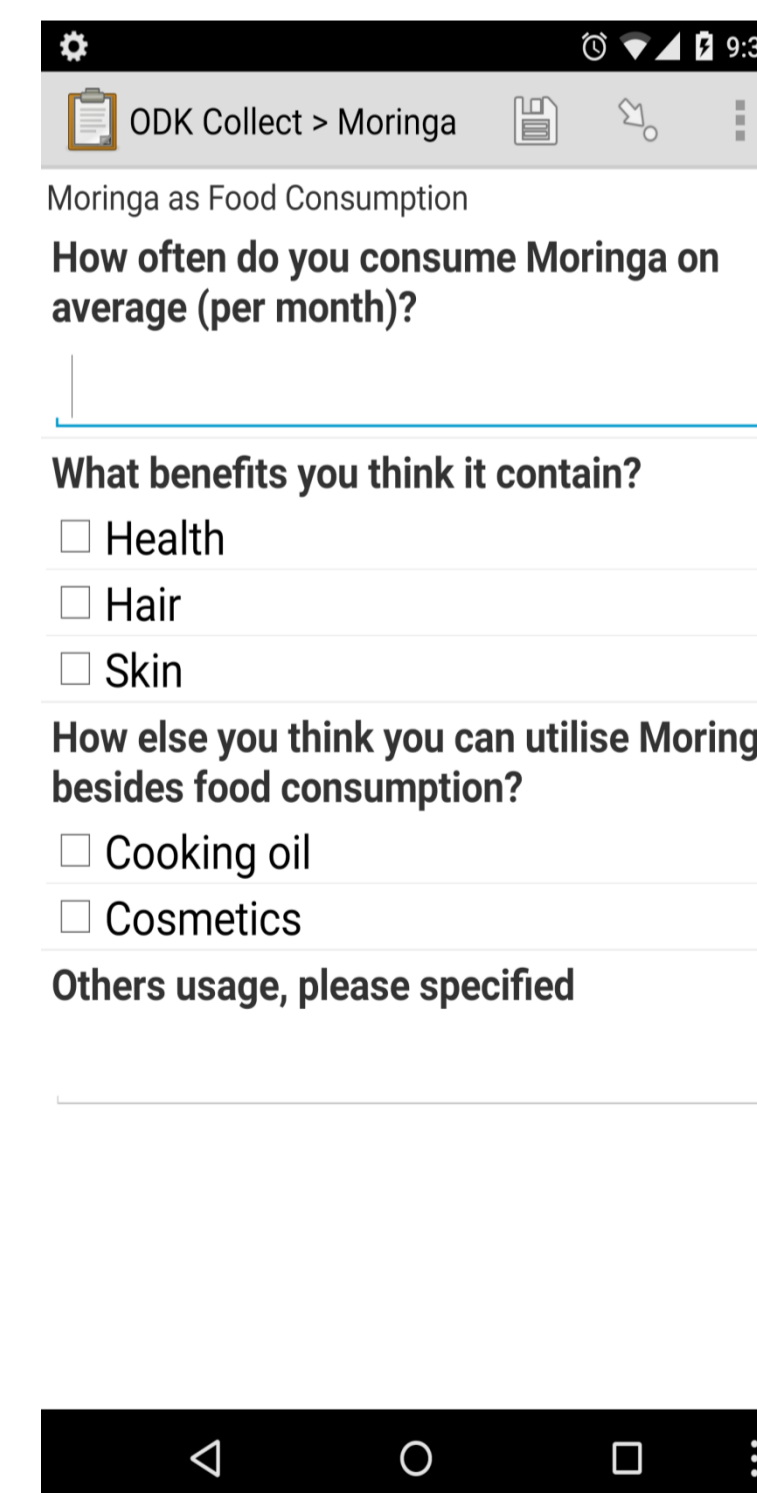 9:3
ODK Collect > Moringa
Moringa as Food Consumption
How often do you consume Moringa on
average (per month)?
What benefits you think it contain?
Health
Hair
Skin
How else you think you can utilise Moring
besides food consumption?
Cooking oil
Cosmetics
Others usage, please specified